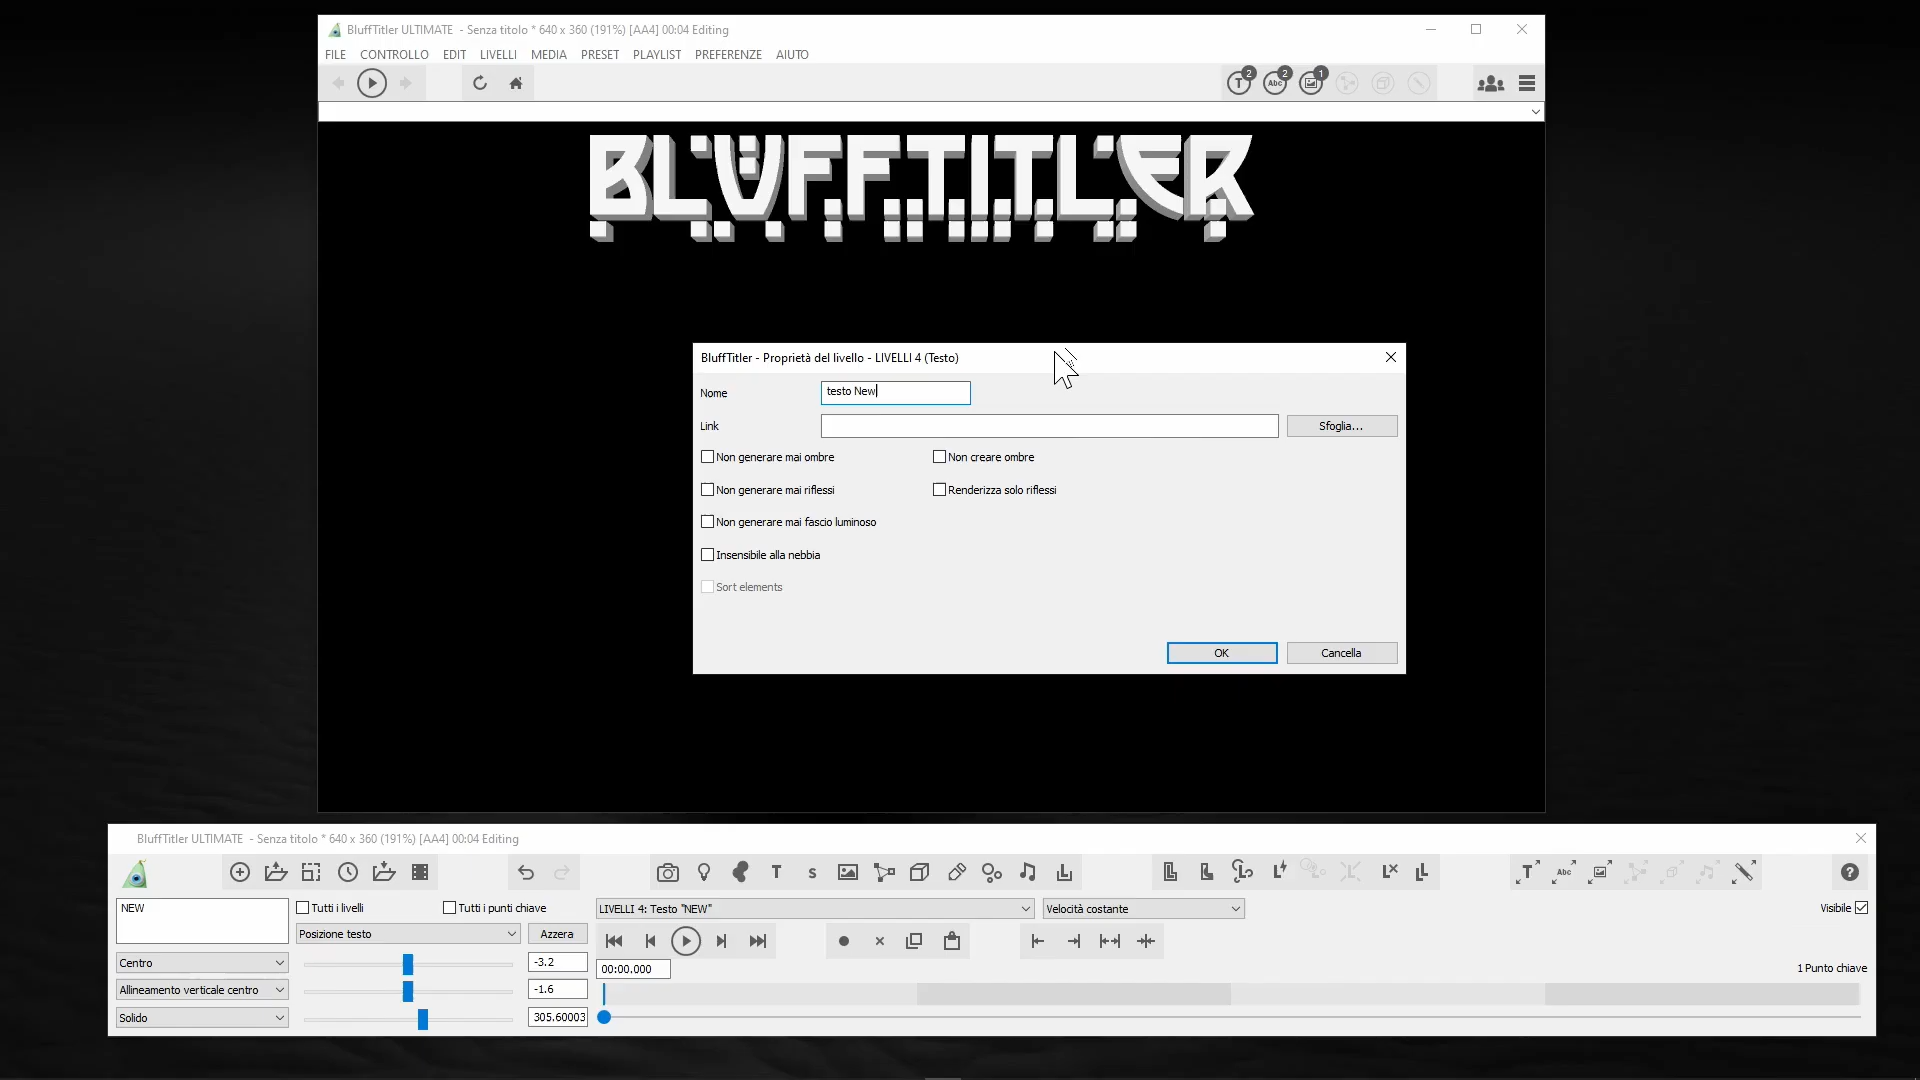 BluffTitler ULTIMATE - Senza titolo * 640 x 360 (191%) [AA4] 00:04 Editing
FILE CONTROLLO EDIT LIVELLI MEDIA PRESET PLAYLIST PREFERENZE AIUTO
T 2 Abc 2 1
BLUFFTITLER
BluffTitler - Proprietà del livello - LIVELLI 4 (Testo)
Nome testo New
Link Sfoglia...
Non generare mai ombre Non creare ombre
Non generare mai riflessi Renderizza solo riflessi
Non generare mai fascio luminoso
Insensibile alla nebbia
Sort elements
OK Cancella
BluffTitler ULTIMATE - Senza titolo * 640 x 360 (191%) [AA4] 00:04 Editing
T S T Abc ?
NEW Tutti i livelli Tutti i punti chiave LIVELLI 4: Testo "NEW" Velocità costante Visibile
Posizione testo Azzera
Centro -3.2 00:00.000 1 Punto chiave
Allineamento verticale centro -1.6
Solido 305.60003